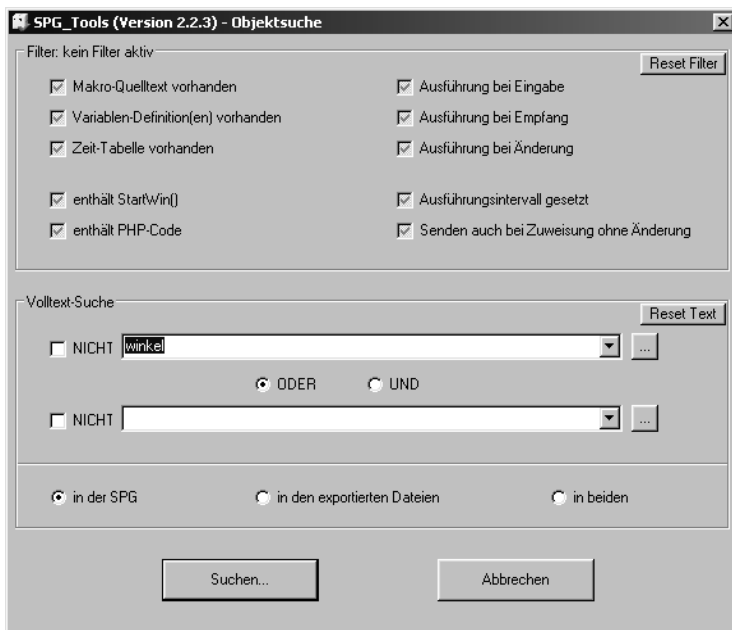 SPG_Tools (Version 2.2.3) - Objektsuche
Filter: kein Filter aktiv
Reset Filter
Makro-Quelltext vorhanden
Ausführung bei Eingabe
Variablen-Definition(en) vorhanden
Ausführung bei Empfang
Zeit-Tabelle vorhanden
Ausführung bei Änderung
enthält StartWin()
Ausführungsintervall gesetzt
enthält PHP-Code
Senden auch bei Zuweisung ohne Änderung
Volltext-Suche
Reset Text
NICHT winkel ...
ODER UND
NICHT ...
in der SPG in den exportierten Dateien in beiden
Suchen... Abbrechen